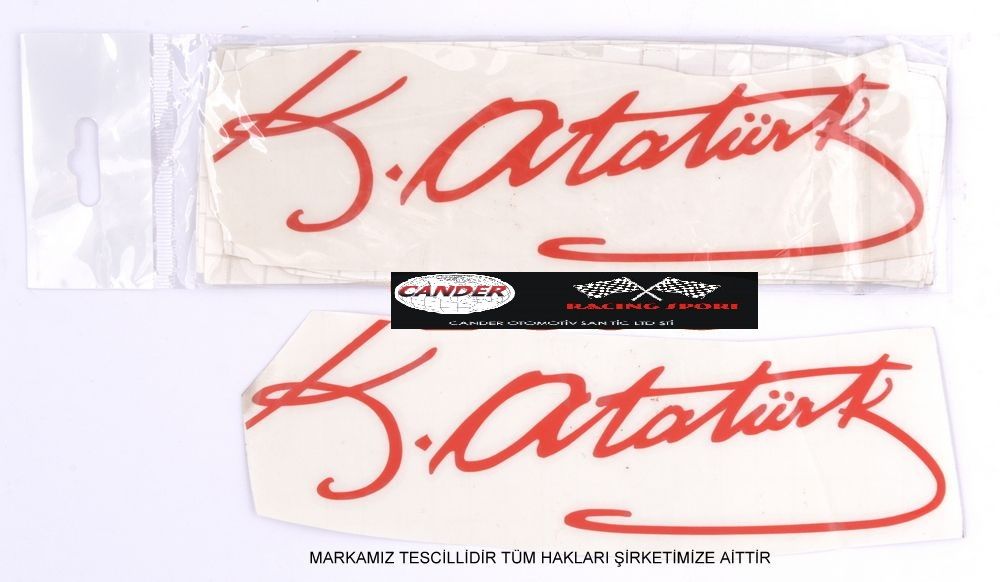 K. Atatürk
CANDER
RACING SPORT
CANDER OTOMOTİV SAN TİC LTD STİ
K. Atatürk
MARKAMIZ TESCİLLİDİR TÜM HAKLARI ŞİRKETİMİZE AİTTİR